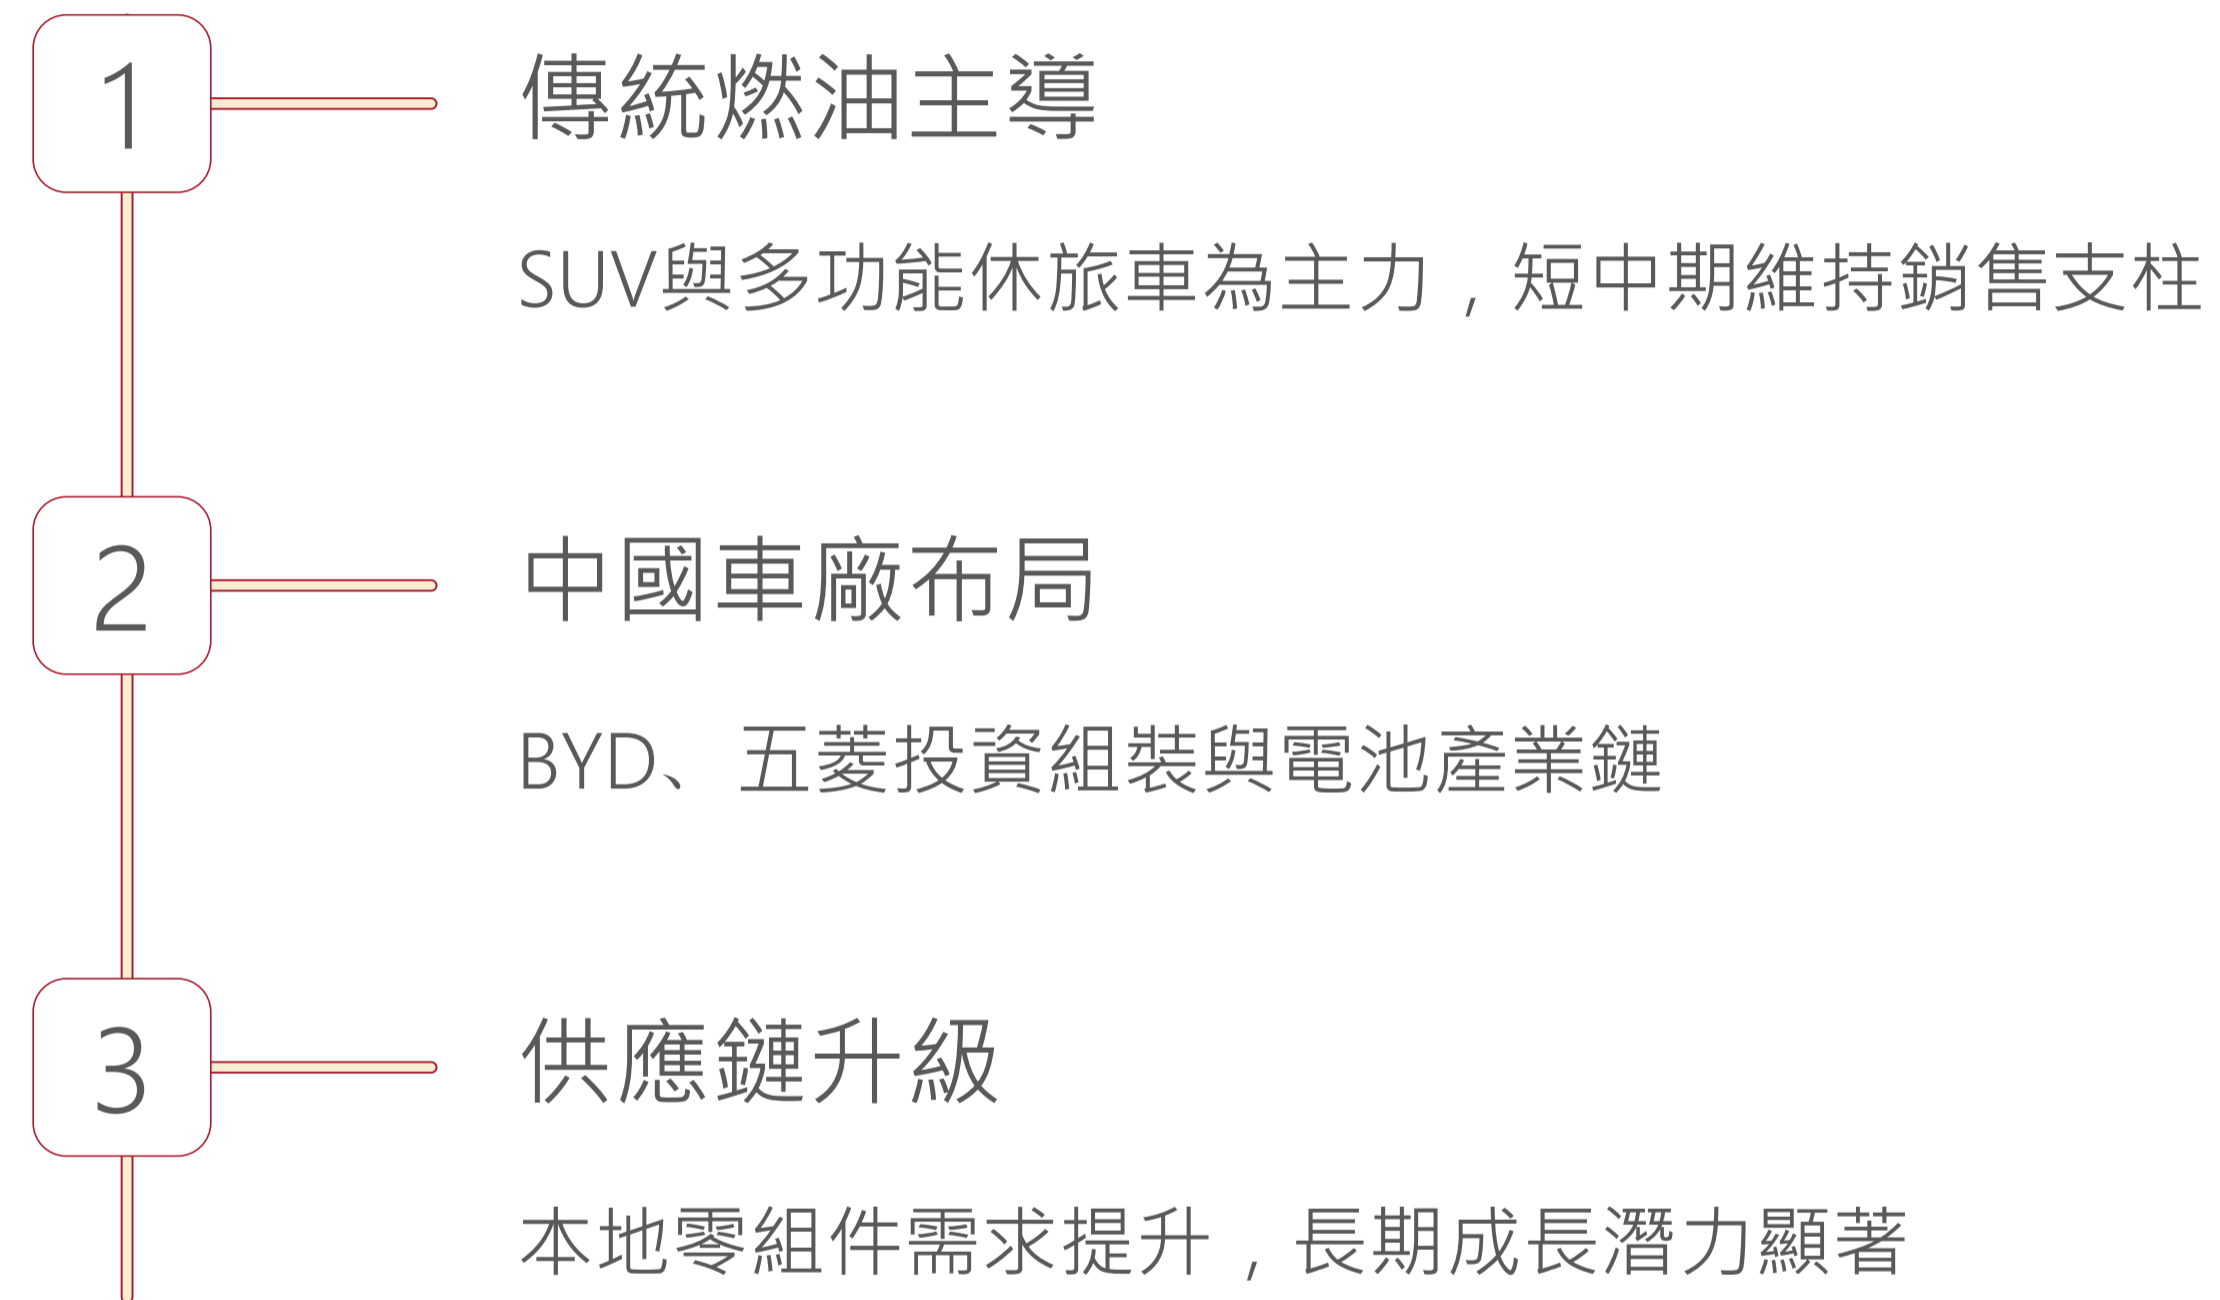 1
傳統燃油主導
SUV與多功能休旅車為主力，短中期維持銷售支柱
2
中國車廠布局
BYD、五菱投資組裝與電池產業鏈
3
供應鏈升級
本地零組件需求提升，長期成長潛力顯著